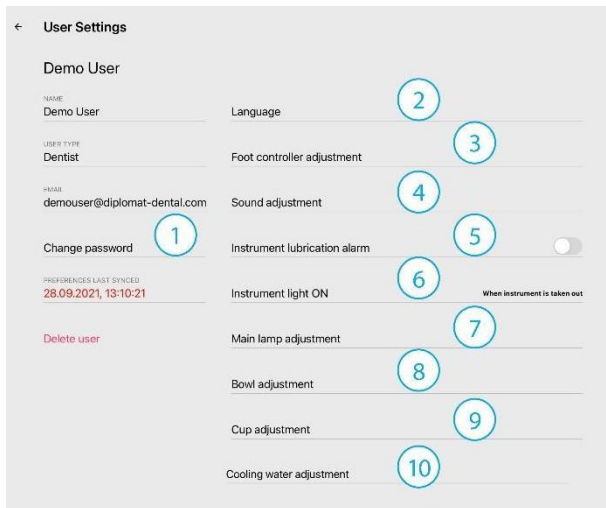 ← User Settings
Demo User
NAME
Demo User
USER TYPE
Dentist
EMAIL
demouser@diplomat-dental.com
Change password 1
PREFERENCES LAST SYNCED
28.09.2021, 13:10:21
Delete user
Language 2
Foot controller adjustment 3
Sound adjustment 4
Instrument lubrication alarm 5
Instrument light ON 6 When instrument is taken out
Main lamp adjustment 7
Bowl adjustment 8
Cup adjustment 9
Cooling water adjustment 10